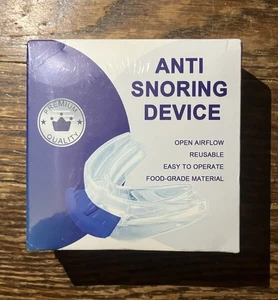 ANTI
SNORING
DEVICE
PREMIUM
QUALITY
OPEN AIRFLOW
REUSABLE
EASY TO OPERATE
FOOD-GRADE MATERIAL